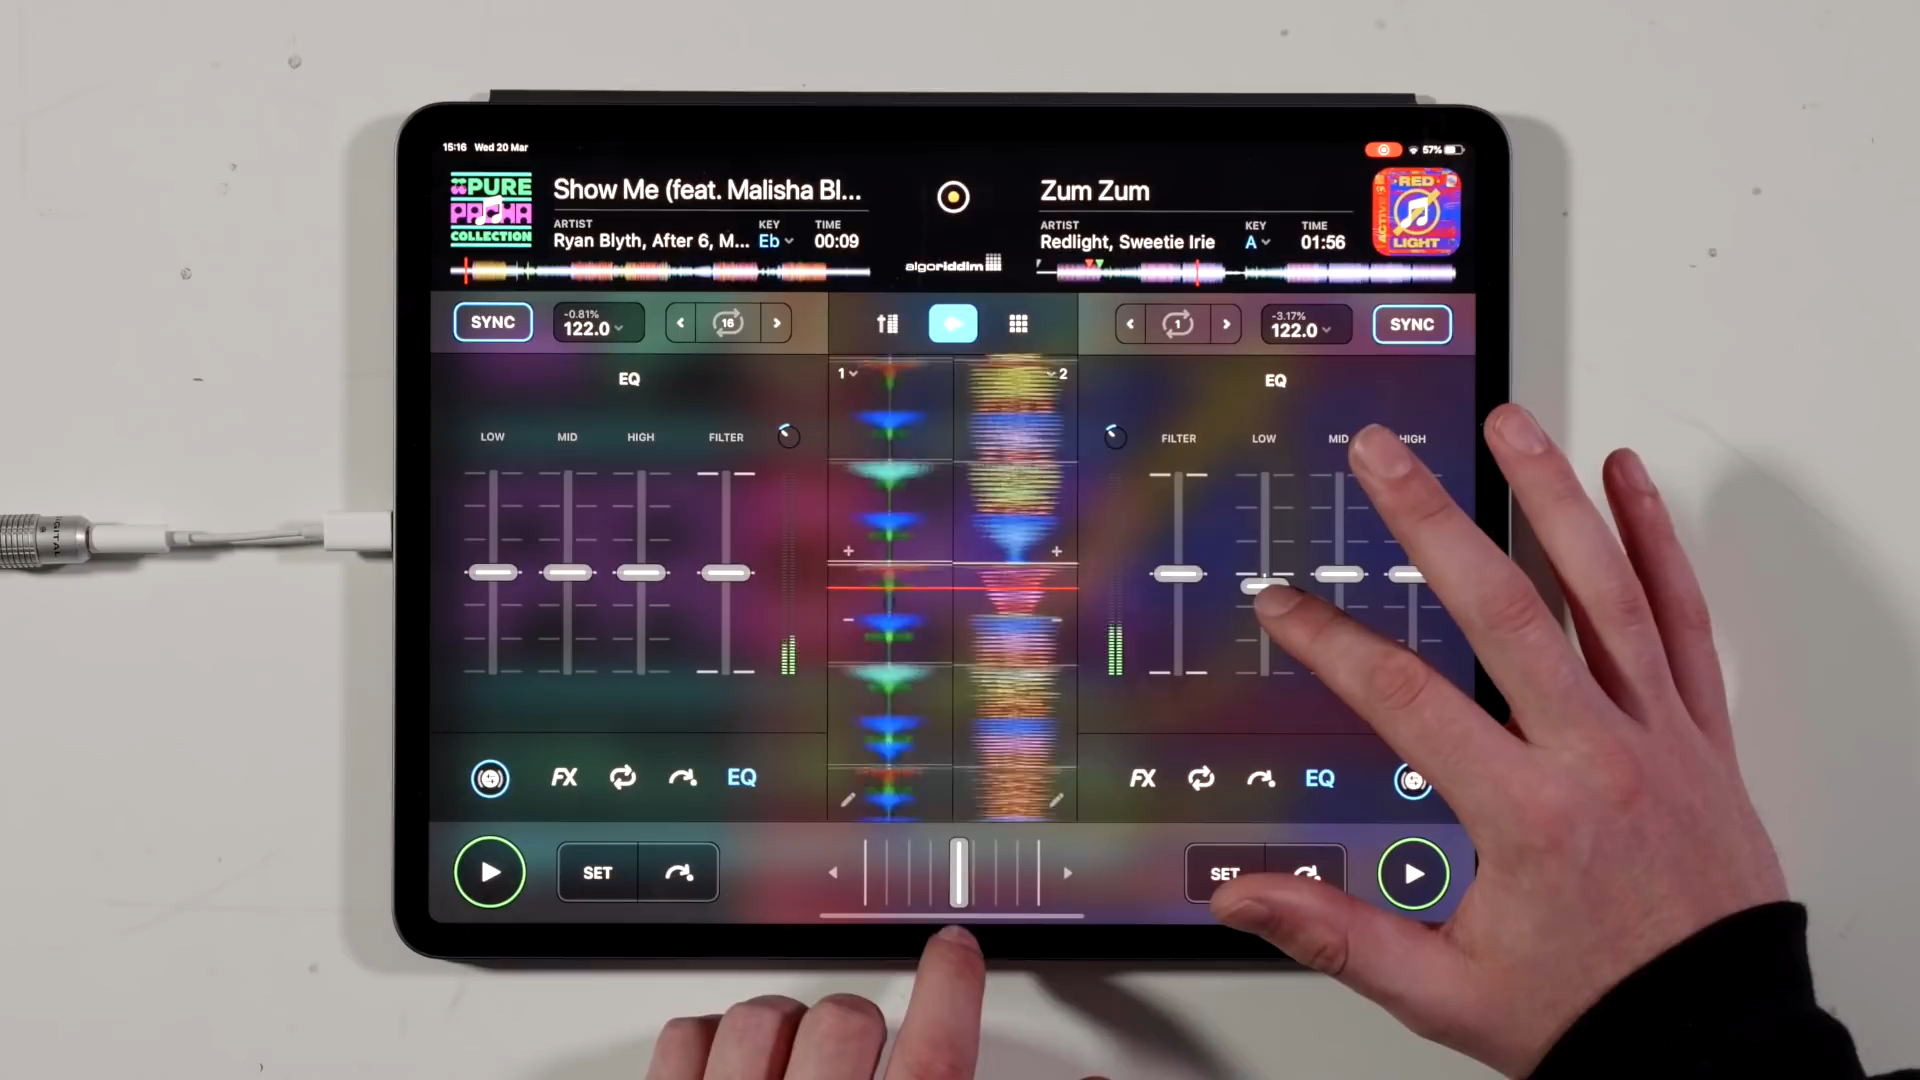 15:16 Wed 20 Mar
57%
PURE
PACHA
COLLECTION
Show Me (feat. Malisha Bl...
ARTIST
Ryan Blyth, After 6, M...
KEY
Eb
TIME
00:09
algoriddim
Zum Zum
ARTIST
Redlight, Sweetie Irie
KEY
A
TIME
01:56
RED
LIGHT
SYNC
-0.81%
122.0
16
1
-3.17%
122.0
SYNC
EQ
1
2
EQ
LOW MID HIGH FILTER
FILTER LOW MID HIGH
FX EQ
FX EQ
SET
SET